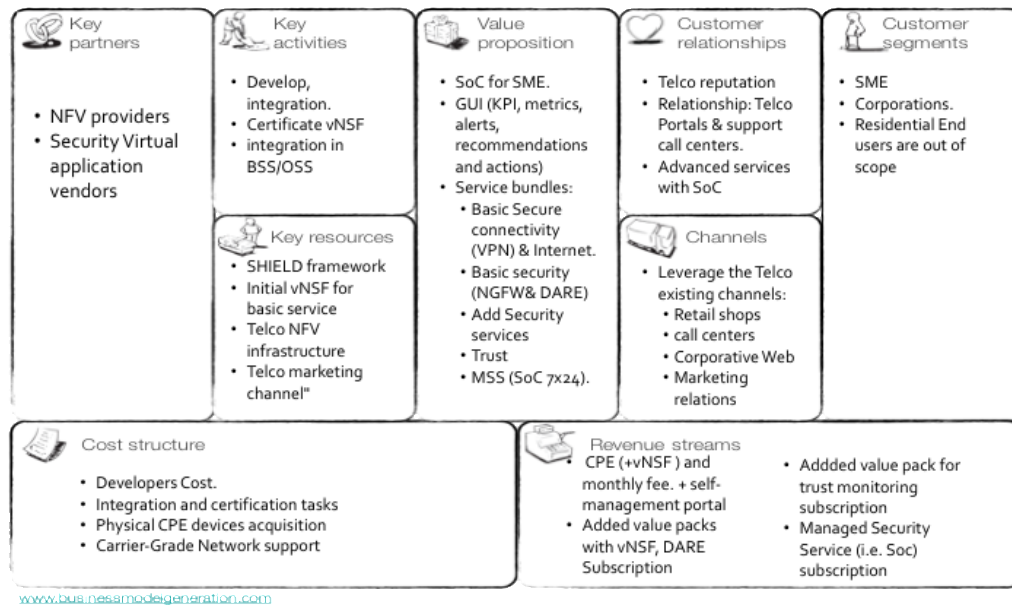 Key
partners
• NFV providers
• Security Virtual
application
vendors
Key
activities
• Develop,
integration.
• Certificate vNSF
• integration in
BSS/OSS
Key resources
• SHIELD framework
• Initial vNSF for
basic service
• Telco NFV
infrastructure
• Telco marketing
channel"
Value
proposition
• SoC for SME.
• GUI (KPI, metrics,
alerts,
recommendations
and actions)
• Service bundles:
• Basic Secure
connectivity
(VPN) & Internet.
• Basic security
(NGFW& DARE)
• Add Security
services
• Trust
• MSS (SoC 7x24).
Customer
relationships
• Telco reputation
• Relationship: Telco
Portals & support
call centers.
• Advanced services
with SoC
Channels
• Leverage the Telco
existing channels:
• Retail shops
• call centers
• Corporative Web
• Marketing
relations
Customer
segments
• SME
• Corporations.
• Residential End
users are out of
scope
Cost structure
• Developers Cost.
• Integration and certification tasks
• Physical CPE devices acquisition
• Carrier-Grade Network support
Revenue streams
• CPE (+vNSF ) and
monthly fee. + self-
management portal
• Added value packs
with vNSF, DARE
Subscription
• Addded value pack for
trust monitoring
subscription
• Managed Security
Service (i.e. Soc)
subscription
www.businessmodelgeneration.com